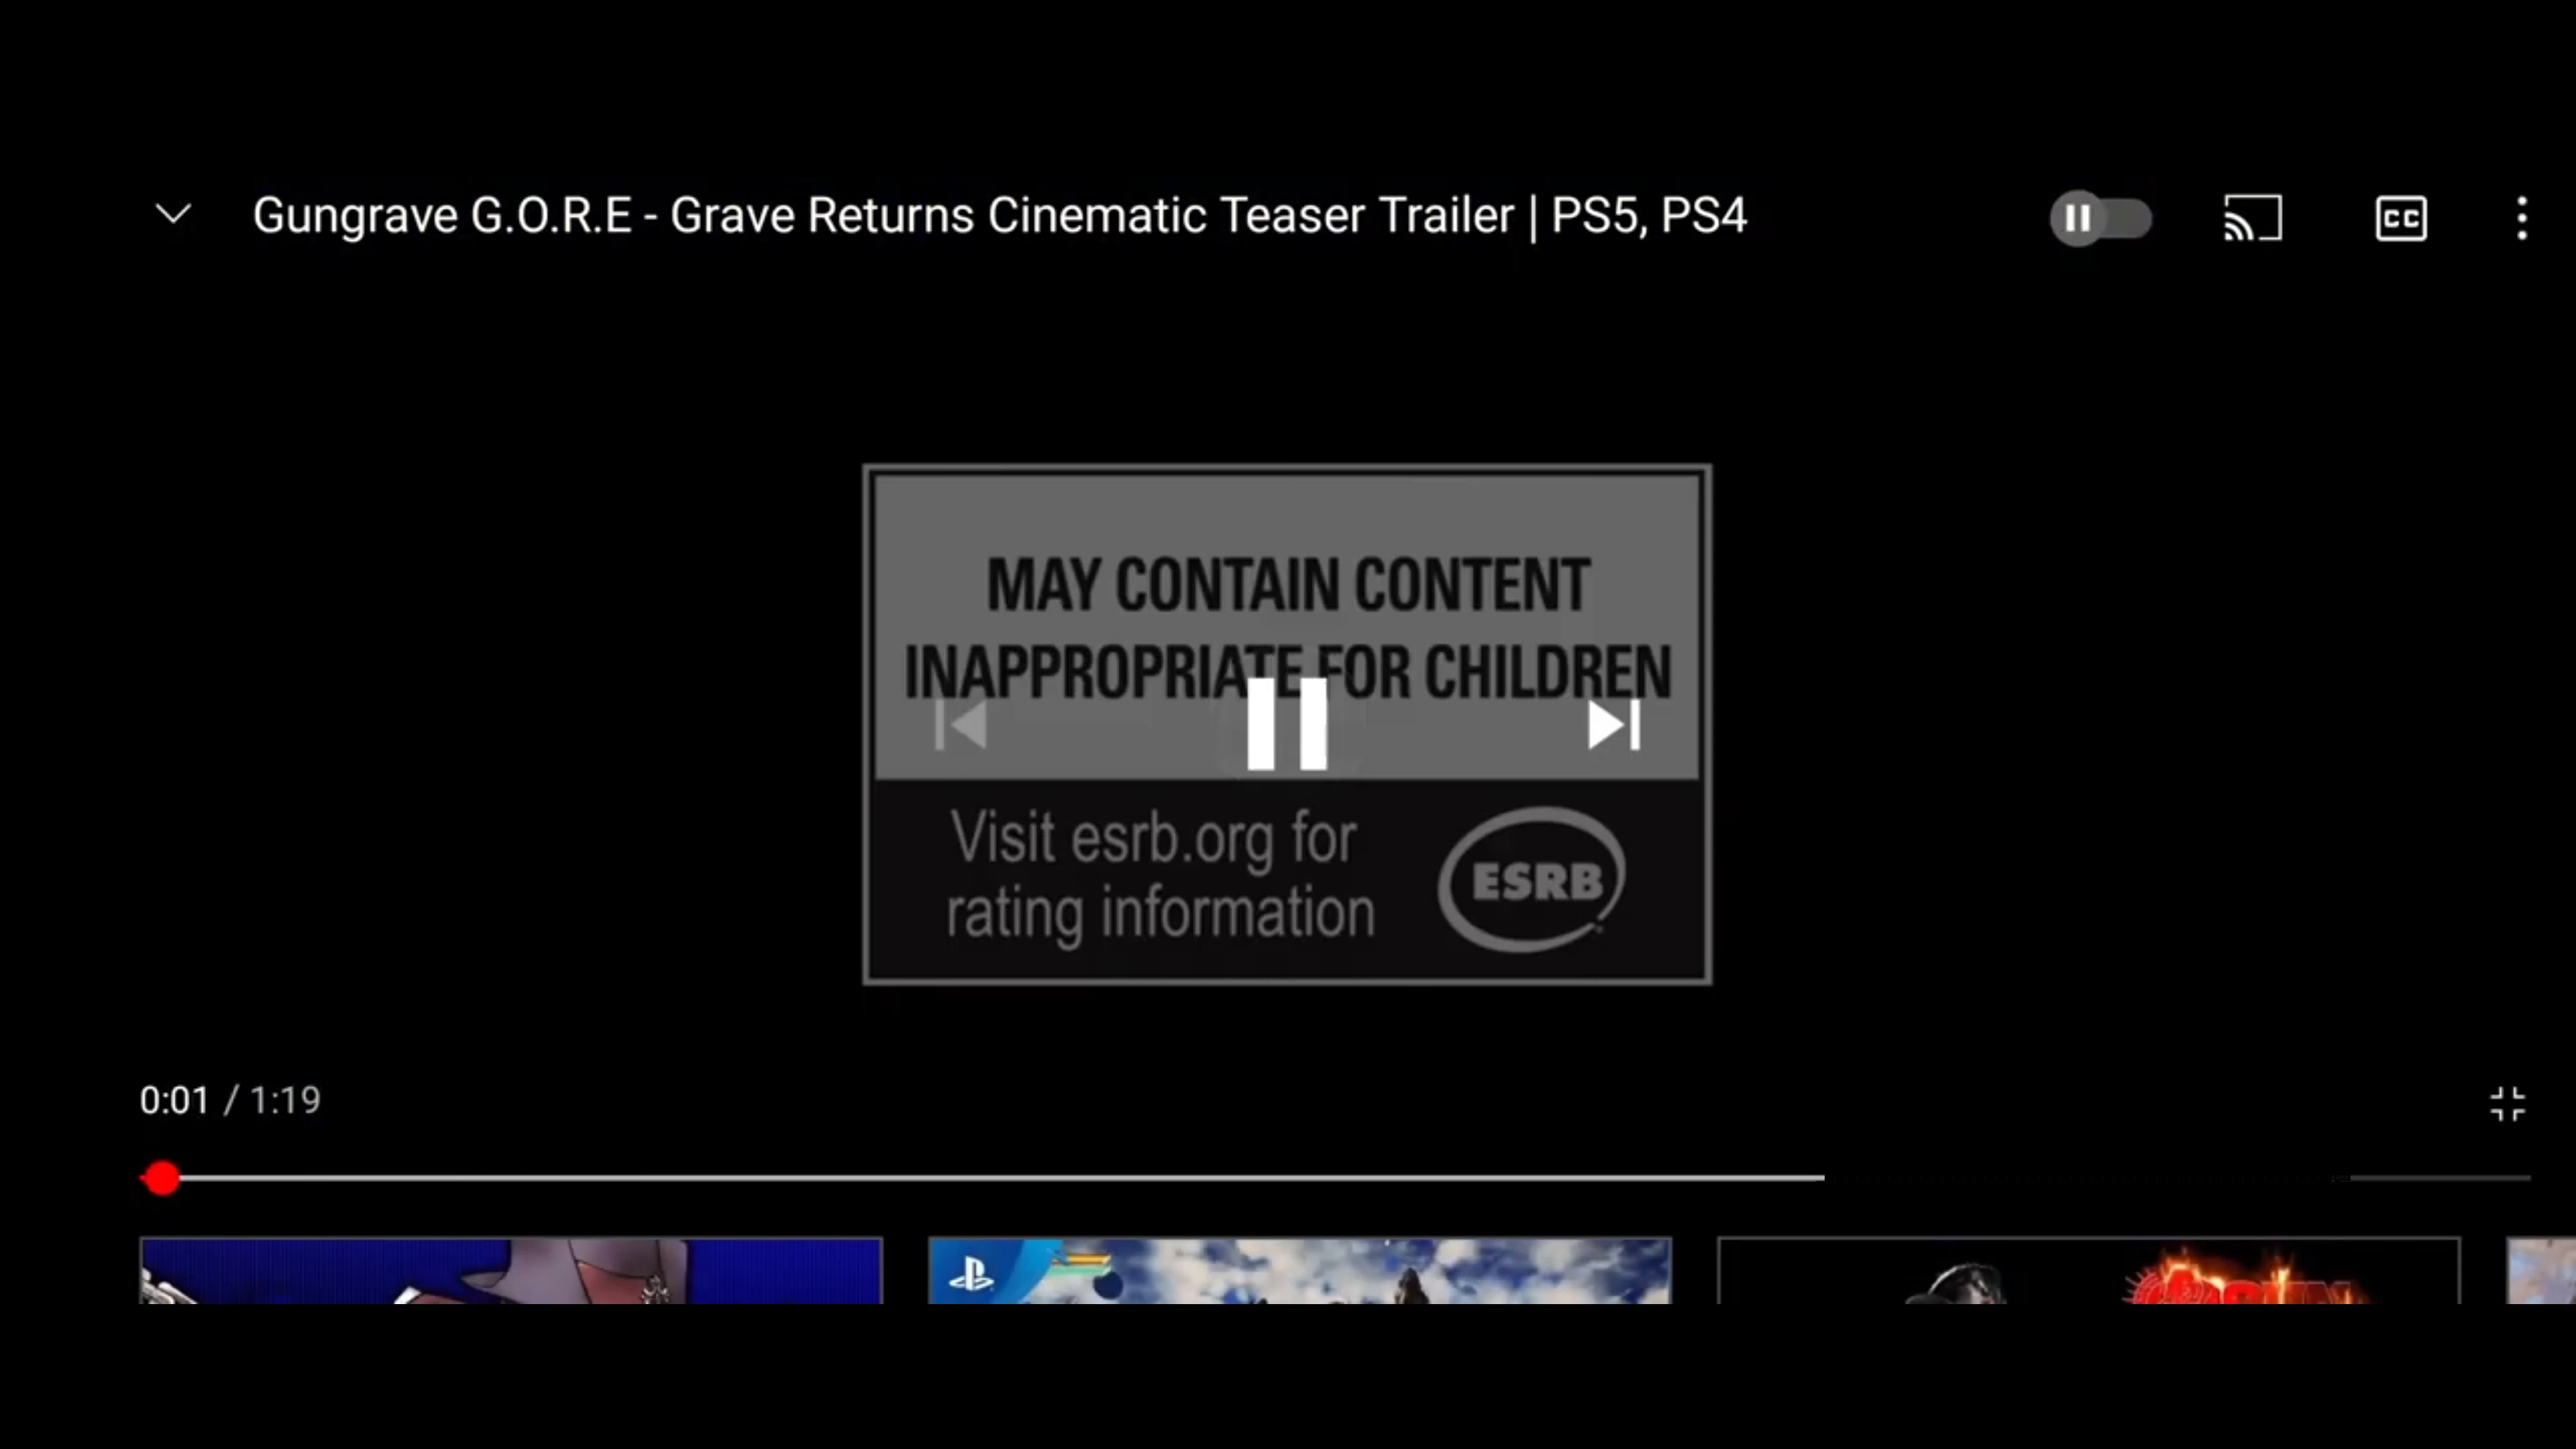 Gungrave G.O.R.E - Grave Returns Cinematic Teaser Trailer | PS5, PS4
CC
MAY CONTAIN CONTENT
INAPPROPRIATE FOR CHILDREN
Visit esrb.org for
rating information
ESRB
0:01 / 1:19